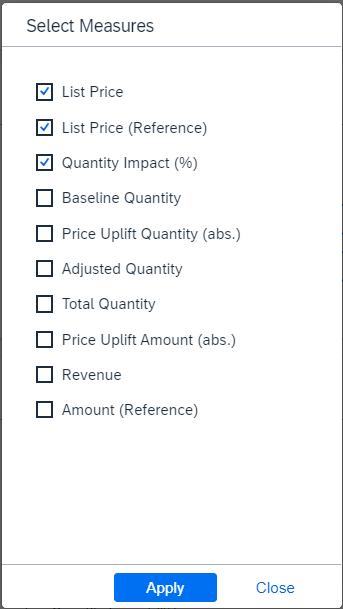 Select Measures
List Price
List Price (Reference)
Quantity Impact (%)
Baseline Quantity
Price Uplift Quantity (abs.)
Adjusted Quantity
Total Quantity
Price Uplift Amount (abs.)
Revenue
Amount (Reference)
Apply Close